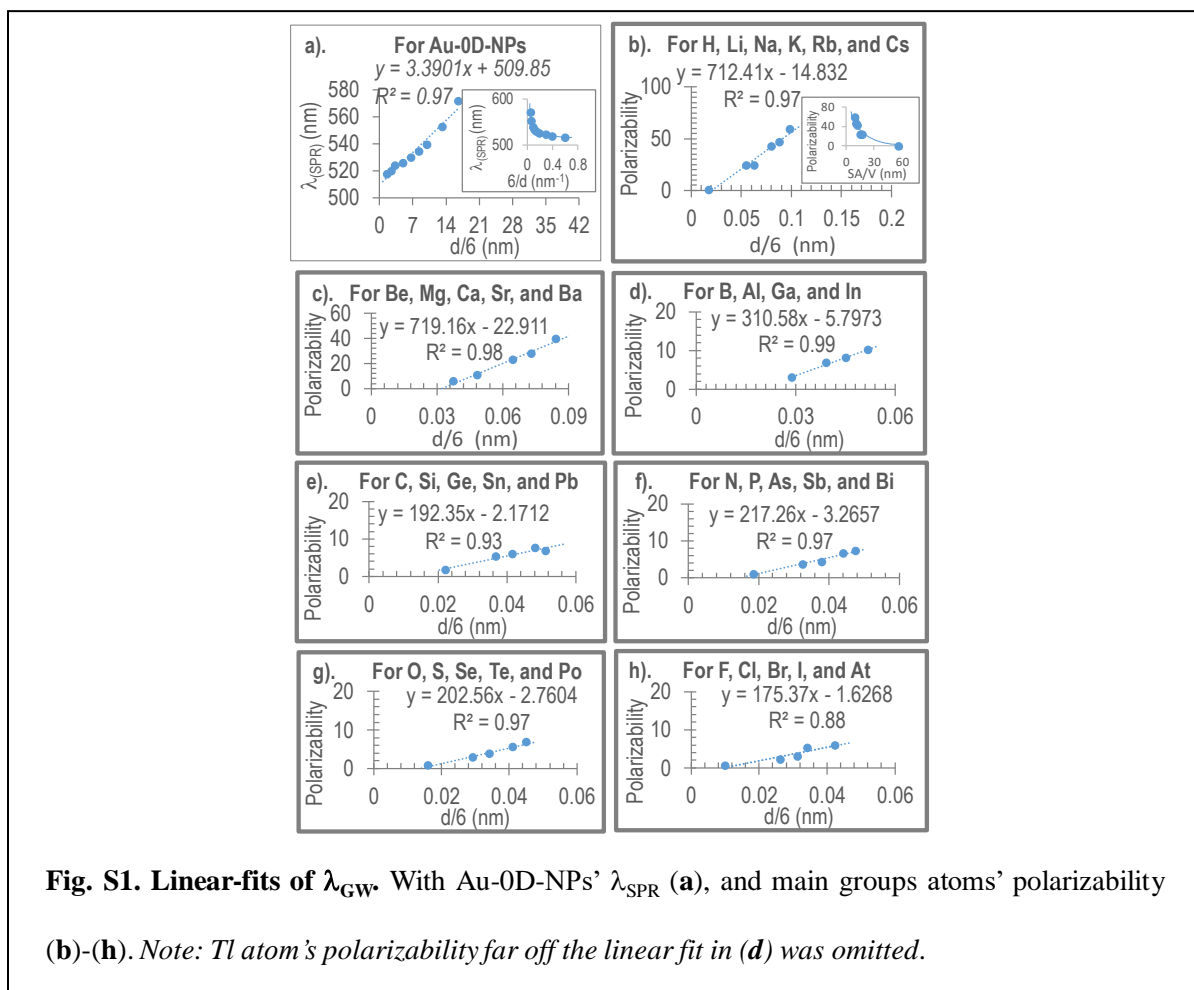 a). For Au-0D-NPs
y = 3.3901x + 509.85
R² = 0.97
λ(SPR) (nm)
580
560
540
520
500
0 7 14 21 28 35 42
d/6 (nm)
λ(SPR) (nm)
600
500
0 0.4 0.8
6/d (nm⁻¹)
b). For H, Li, Na, K, Rb, and Cs
y = 712.41x - 14.832
R² = 0.97
Polarizability
100
50
0
0 0.05 0.1 0.15 0.2
d/6 (nm)
Polarizability
80
40
0
0 30 60
SA/V (nm)
c). For Be, Mg, Ca, Sr, and Ba
y = 719.16x - 22.911
R² = 0.98
Polarizability
60
40
20
0
0 0.03 0.06 0.09
d/6 (nm)
d). For B, Al, Ga, and In
y = 310.58x - 5.7973
R² = 0.99
Polarizability
20
10
0
0 0.03 0.06
d/6 (nm)
e). For C, Si, Ge, Sn, and Pb
y = 192.35x - 2.1712
R² = 0.93
Polarizability
20
10
0
0 0.02 0.04 0.06
d/6 (nm)
f). For N, P, As, Sb, and Bi
y = 217.26x - 3.2657
R² = 0.97
Polarizability
20
10
0
0 0.02 0.04 0.06
d/6 (nm)
g). For O, S, Se, Te, and Po
y = 202.56x - 2.7604
R² = 0.97
Polarizability
20
10
0
0 0.02 0.04 0.06
d/6 (nm)
h). For F, Cl, Br, I, and At
y = 175.37x - 1.6268
R² = 0.88
Polarizability
20
10
0
0 0.02 0.04 0.06
d/6 (nm)
Fig. S1. Linear-fits of λGW. With Au-0D-NPs' λSPR (a), and main groups atoms' polarizability
(b)-(h). Note: Tl atom's polarizability far off the linear fit in (d) was omitted.